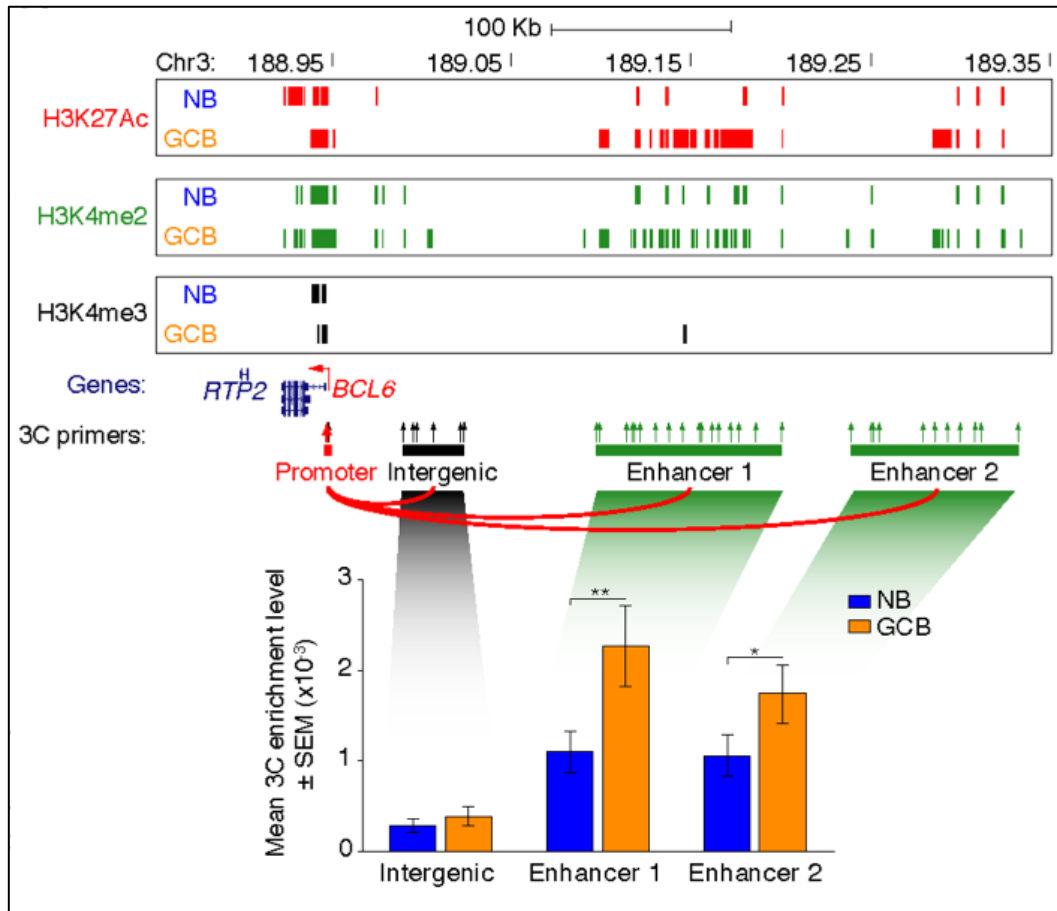 100 Kb
Chr3: 188.95 189.05 189.15 189.25 189.35
H3K27Ac NB
GCB
H3K4me2 NB
GCB
H3K4me3 NB
GCB
Genes: RTP2 BCL6
3C primers:
Promoter Intergenic Enhancer 1 Enhancer 2
Mean 3C enrichment level
± SEM (x10⁻³)
3
2
1
0
** 
*
NB
GCB
Intergenic Enhancer 1 Enhancer 2